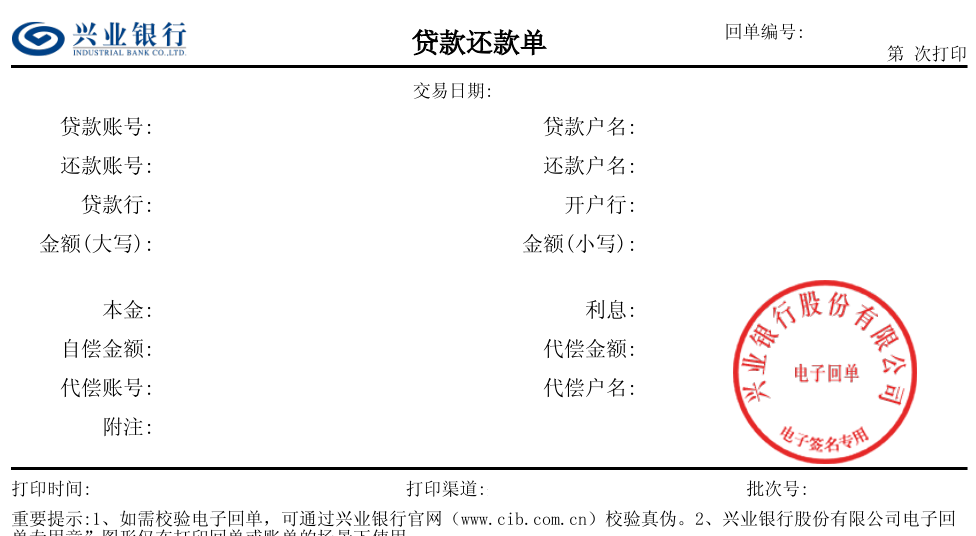 兴业银行
INDUSTRIAL BANK CO.,LTD.
贷款还款单
回单编号:
第 次打印
交易日期:
贷款账号: 贷款户名:
还款账号: 还款户名:
贷款行: 开户行:
金额(大写): 金额(小写):
本金: 利息:
自偿金额: 代偿金额:
代偿账号: 代偿户名:
附注:
兴业银行股份有限公司
电子回单
电子签名专用
打印时间: 打印渠道: 批次号:
重要提示:1、如需校验电子回单，可通过兴业银行官网（www.cib.com.cn）校验真伪。2、兴业银行股份有限公司电子回
单专用章”图形仅在打印回单或账单的场景下使用